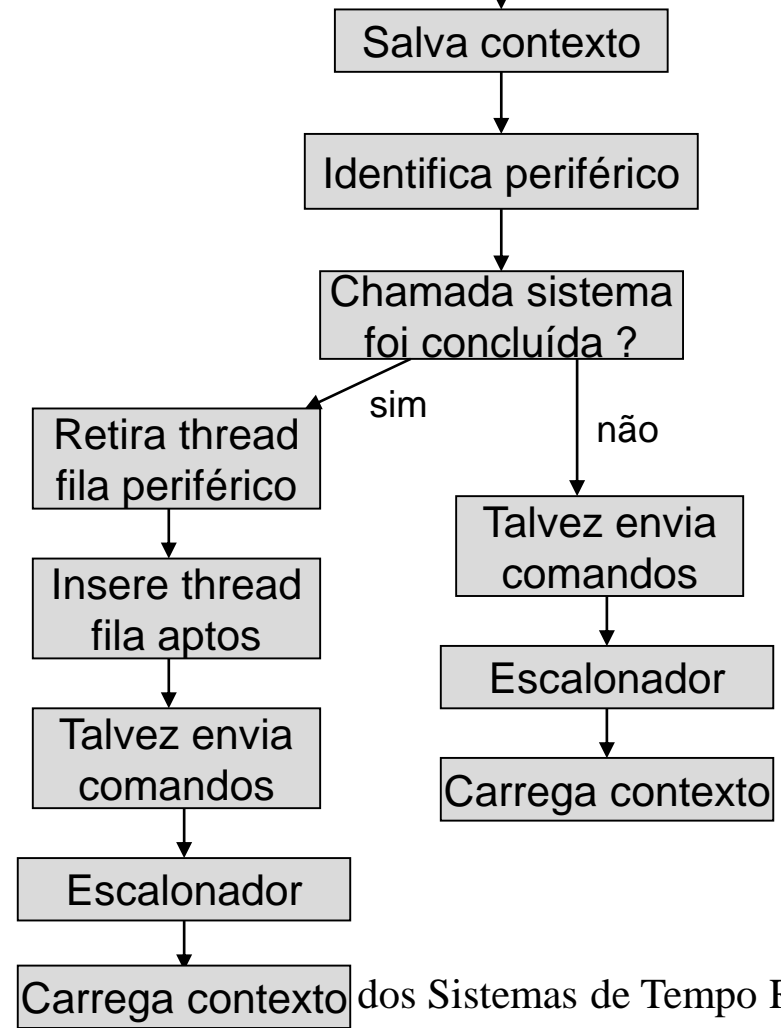 Salva contexto
Identifica periférico
Chamada sistema
foi concluída ?
sim
não
Retira thread
fila periférico
Insere thread
fila aptos
Talvez envia
comandos
Escalonador
Carrega contexto
Talvez envia
comandos
Escalonador
Carrega contexto
dos Sistemas de Tempo